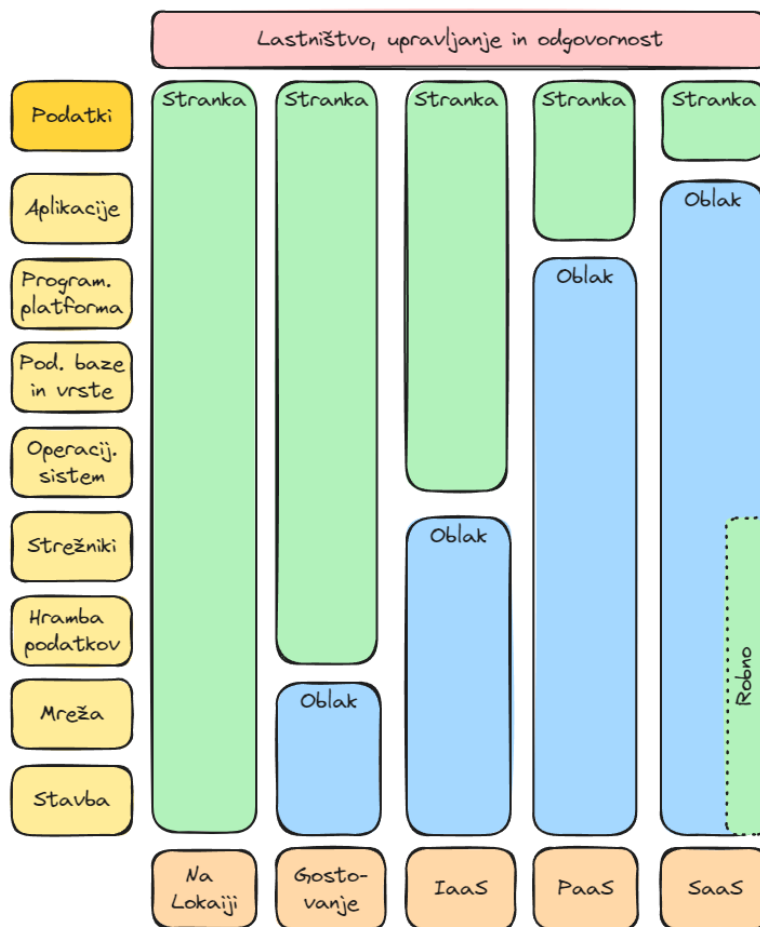 Lastništvo, upravljanje in odgovornost
Podatki
Stranka
Stranka
Stranka
Stranka
Stranka
Aplikacije
Oblak
Program.
platforma
Oblak
Pod. baze
in vrste
Operacij.
sistem
Strežniki
Oblak
Hramba
podatkov
Robno
Mreža
Oblak
Stavba
Na
Lokaiji
Gosto-
vanje
IaaS
PaaS
SaaS